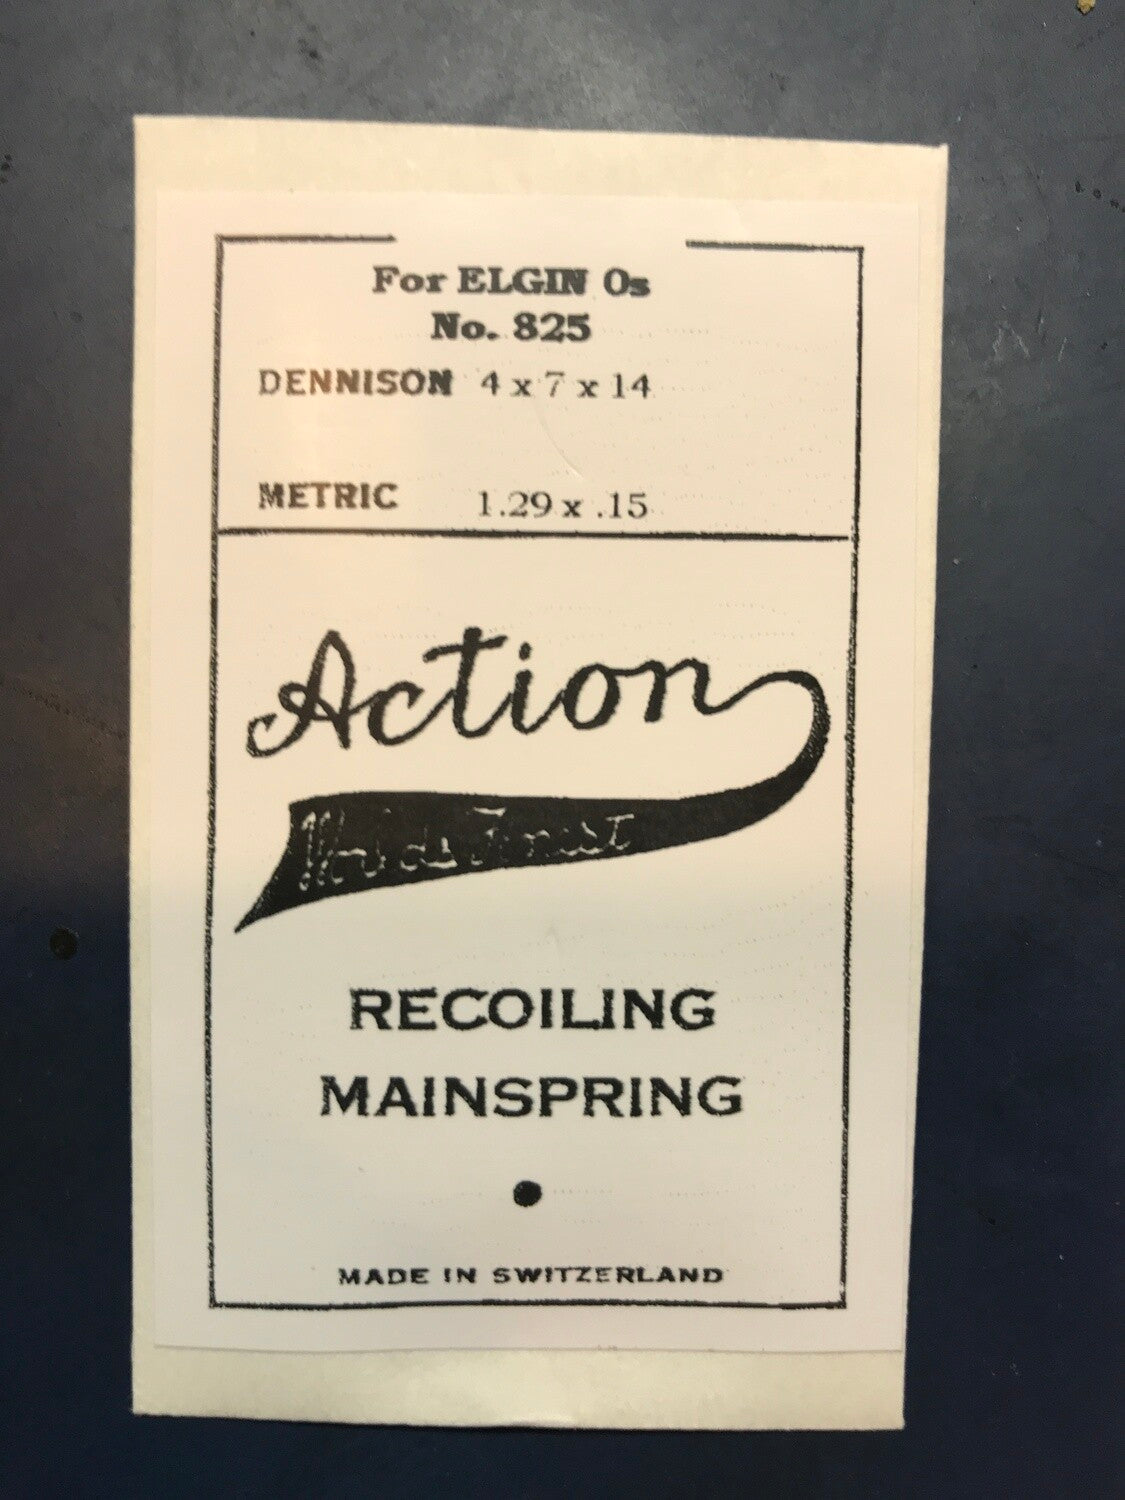 For ELGIN 0s
No. 825
DENNISON 4 x 7 x 14
METRIC 1.29 x .15
Action
RECOILING
MAINSPRING
MADE IN SWITZERLAND